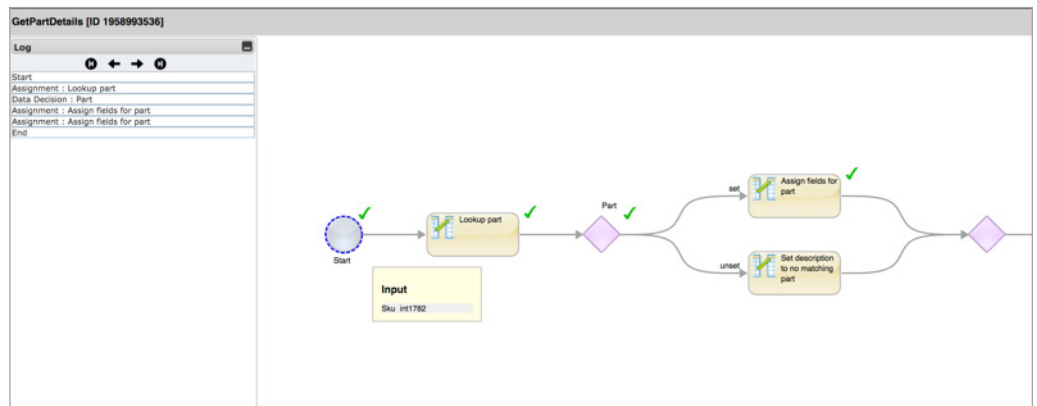 GetPartDetails [ID 1958993536]
Log
Start
Assignment : Lookup part
Data Decision : Part
Assignment : Assign fields for part
Assignment : Assign fields for part
End
Start
Lookup part
Input
Sku int1782
Part
set
Assign fields for
part
unset
Set description
to no matching
part